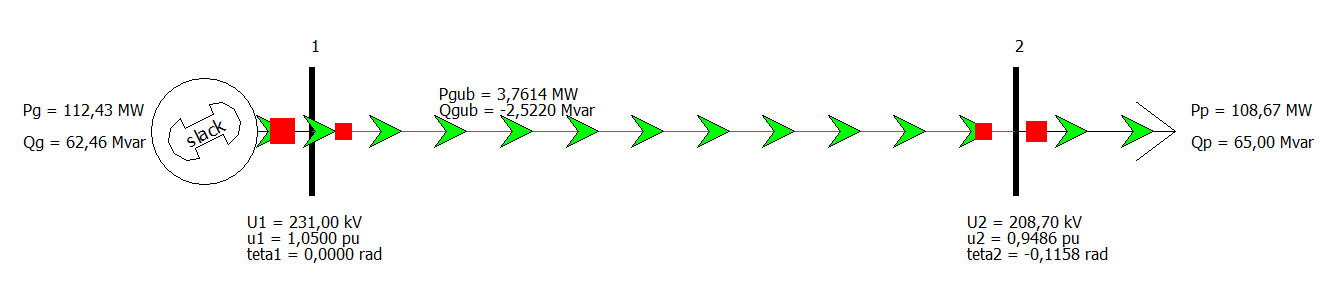 1
2
Pg = 112,43 MW
Qg = 62,46 Mvar
slack
Pgub = 3,7614 MW
Qgub = -2,5220 Mvar
Pp = 108,67 MW
Qp = 65,00 Mvar
U1 = 231,00 kV
u1 = 1,0500 pu
teta1 = 0,0000 rad
U2 = 208,70 kV
u2 = 0,9486 pu
teta2 = -0,1158 rad